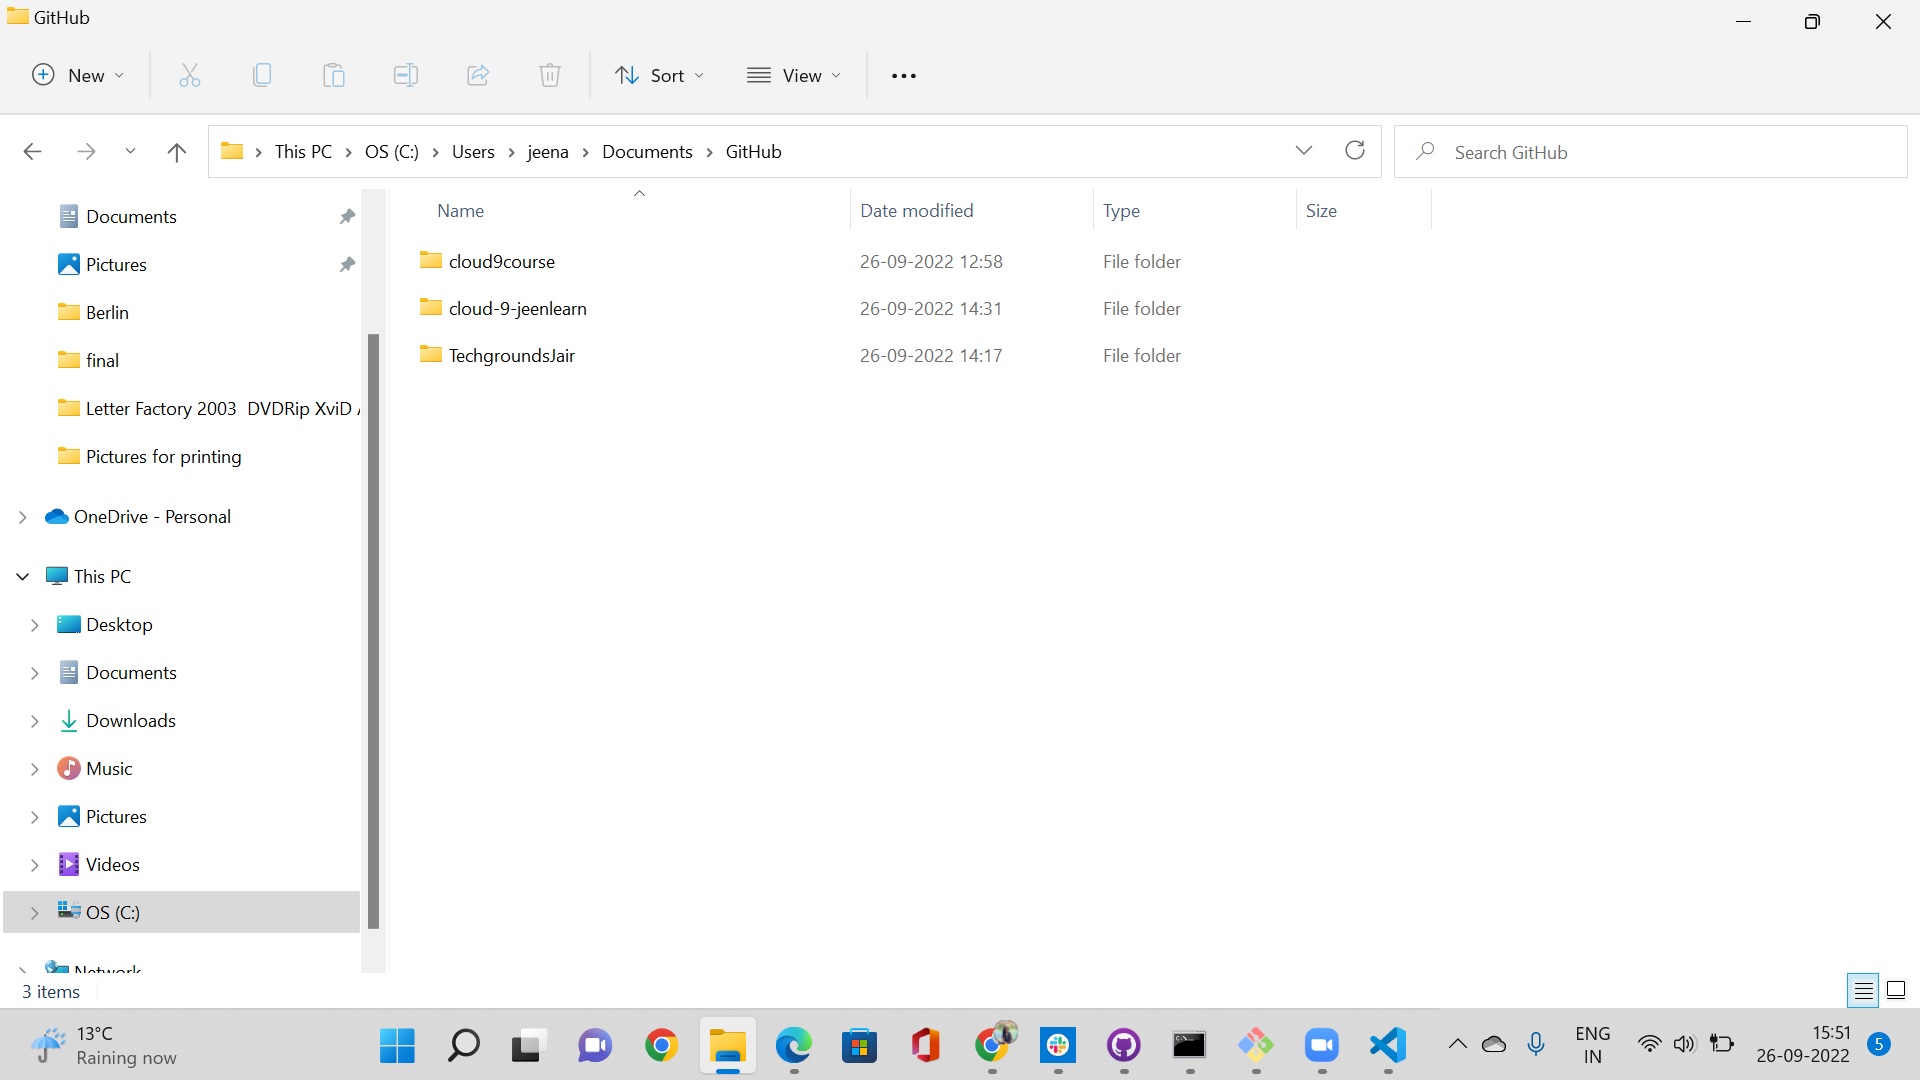 GitHub
New
Sort
View
This PC > OS (C:) > Users > jeena > Documents > GitHub
Search GitHub
Documents
Pictures
Berlin
final
Letter Factory 2003 DVDRip XviD
Pictures for printing
OneDrive - Personal
This PC
Desktop
Documents
Downloads
Music
Pictures
Videos
OS (C:)
Network
Name Date modified Type Size
cloud9course 26-09-2022 12:58 File folder
cloud-9-jeenlearn 26-09-2022 14:31 File folder
TechgroundsJair 26-09-2022 14:17 File folder
3 items
13°C
Raining now
ENG
IN
15:51
26-09-2022
5